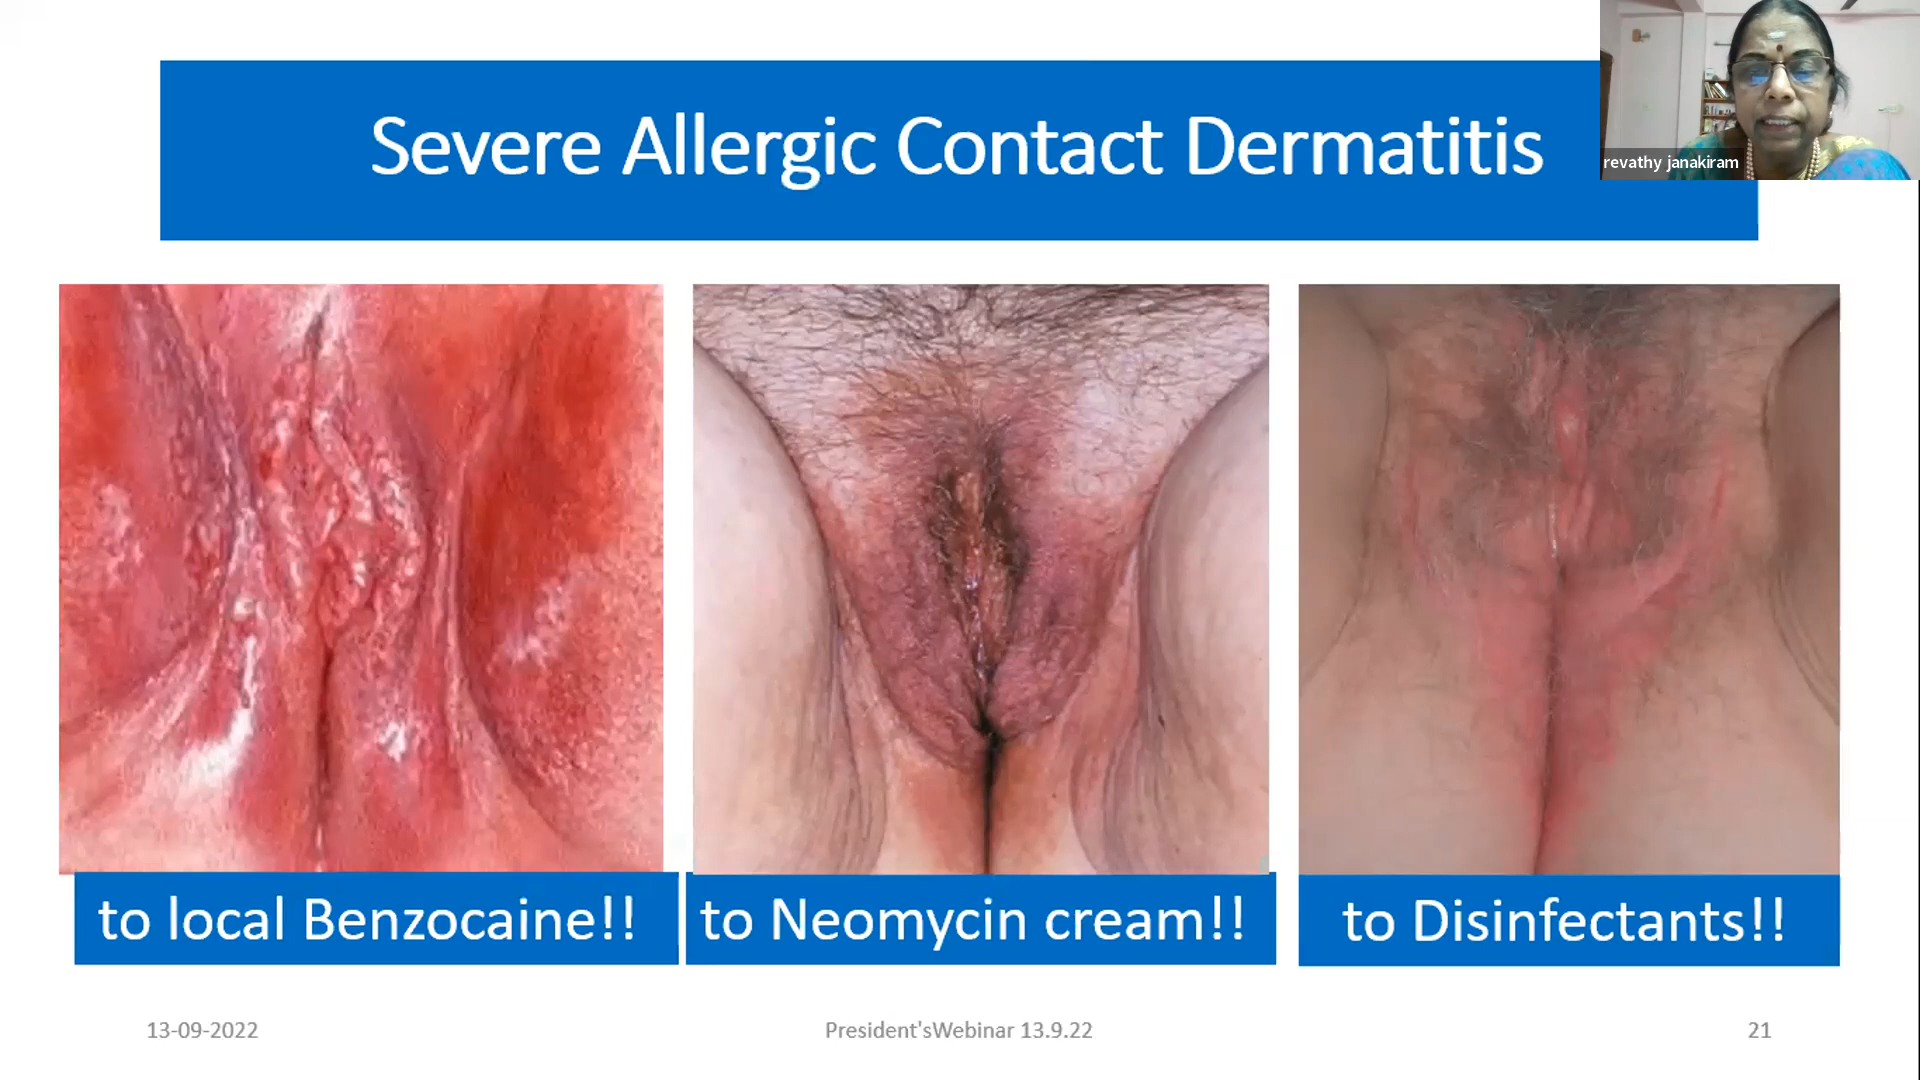 Severe Allergic Contact Dermatitis
revathy janakiram
to local Benzocaine!!
to Neomycin cream!!
to Disinfectants!!
13-09-2022
President'sWebinar 13.9.22
21